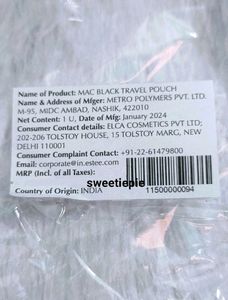 Name of Product: MAC BLACK TRAVEL POUCH
Name & Address of Mfger: METRO POLYMERS PVT. LTD.
M-95, MIDC AMBAD, NASHIK, 422010
Net Content: 1 U, Date of Mfg: January 2024
Consumer Contact details: ELCA COSMETICS PVT LTD;
202-206 TOLSTOY HOUSE, 15 TOLSTOY MARG, NEW
DELHI 110001
Consumer Complaint Contact: +91-22-61479800
Email: corporate@in.estee.com
MRP (Incl. of all Taxes):
sweetiepie
Country of Origin: INDIA
11500000094